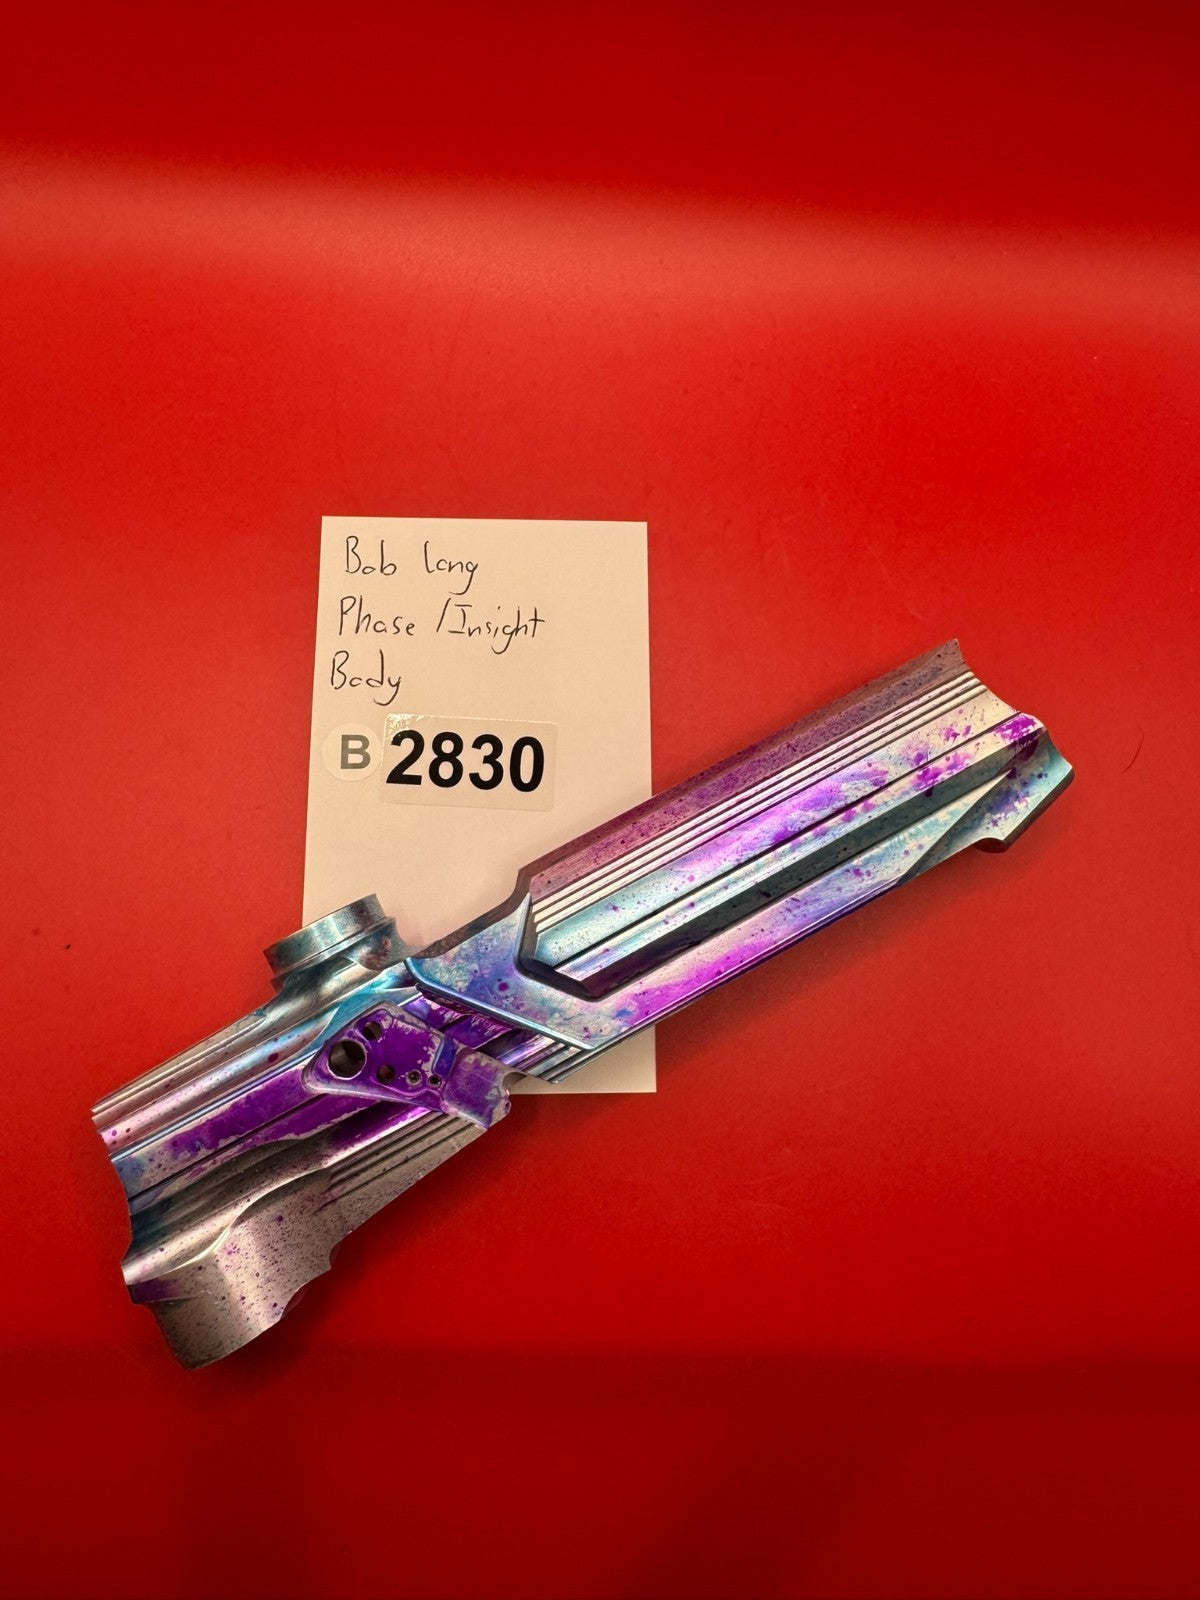 Bob Long
Phase / Insight
Body
B 2830